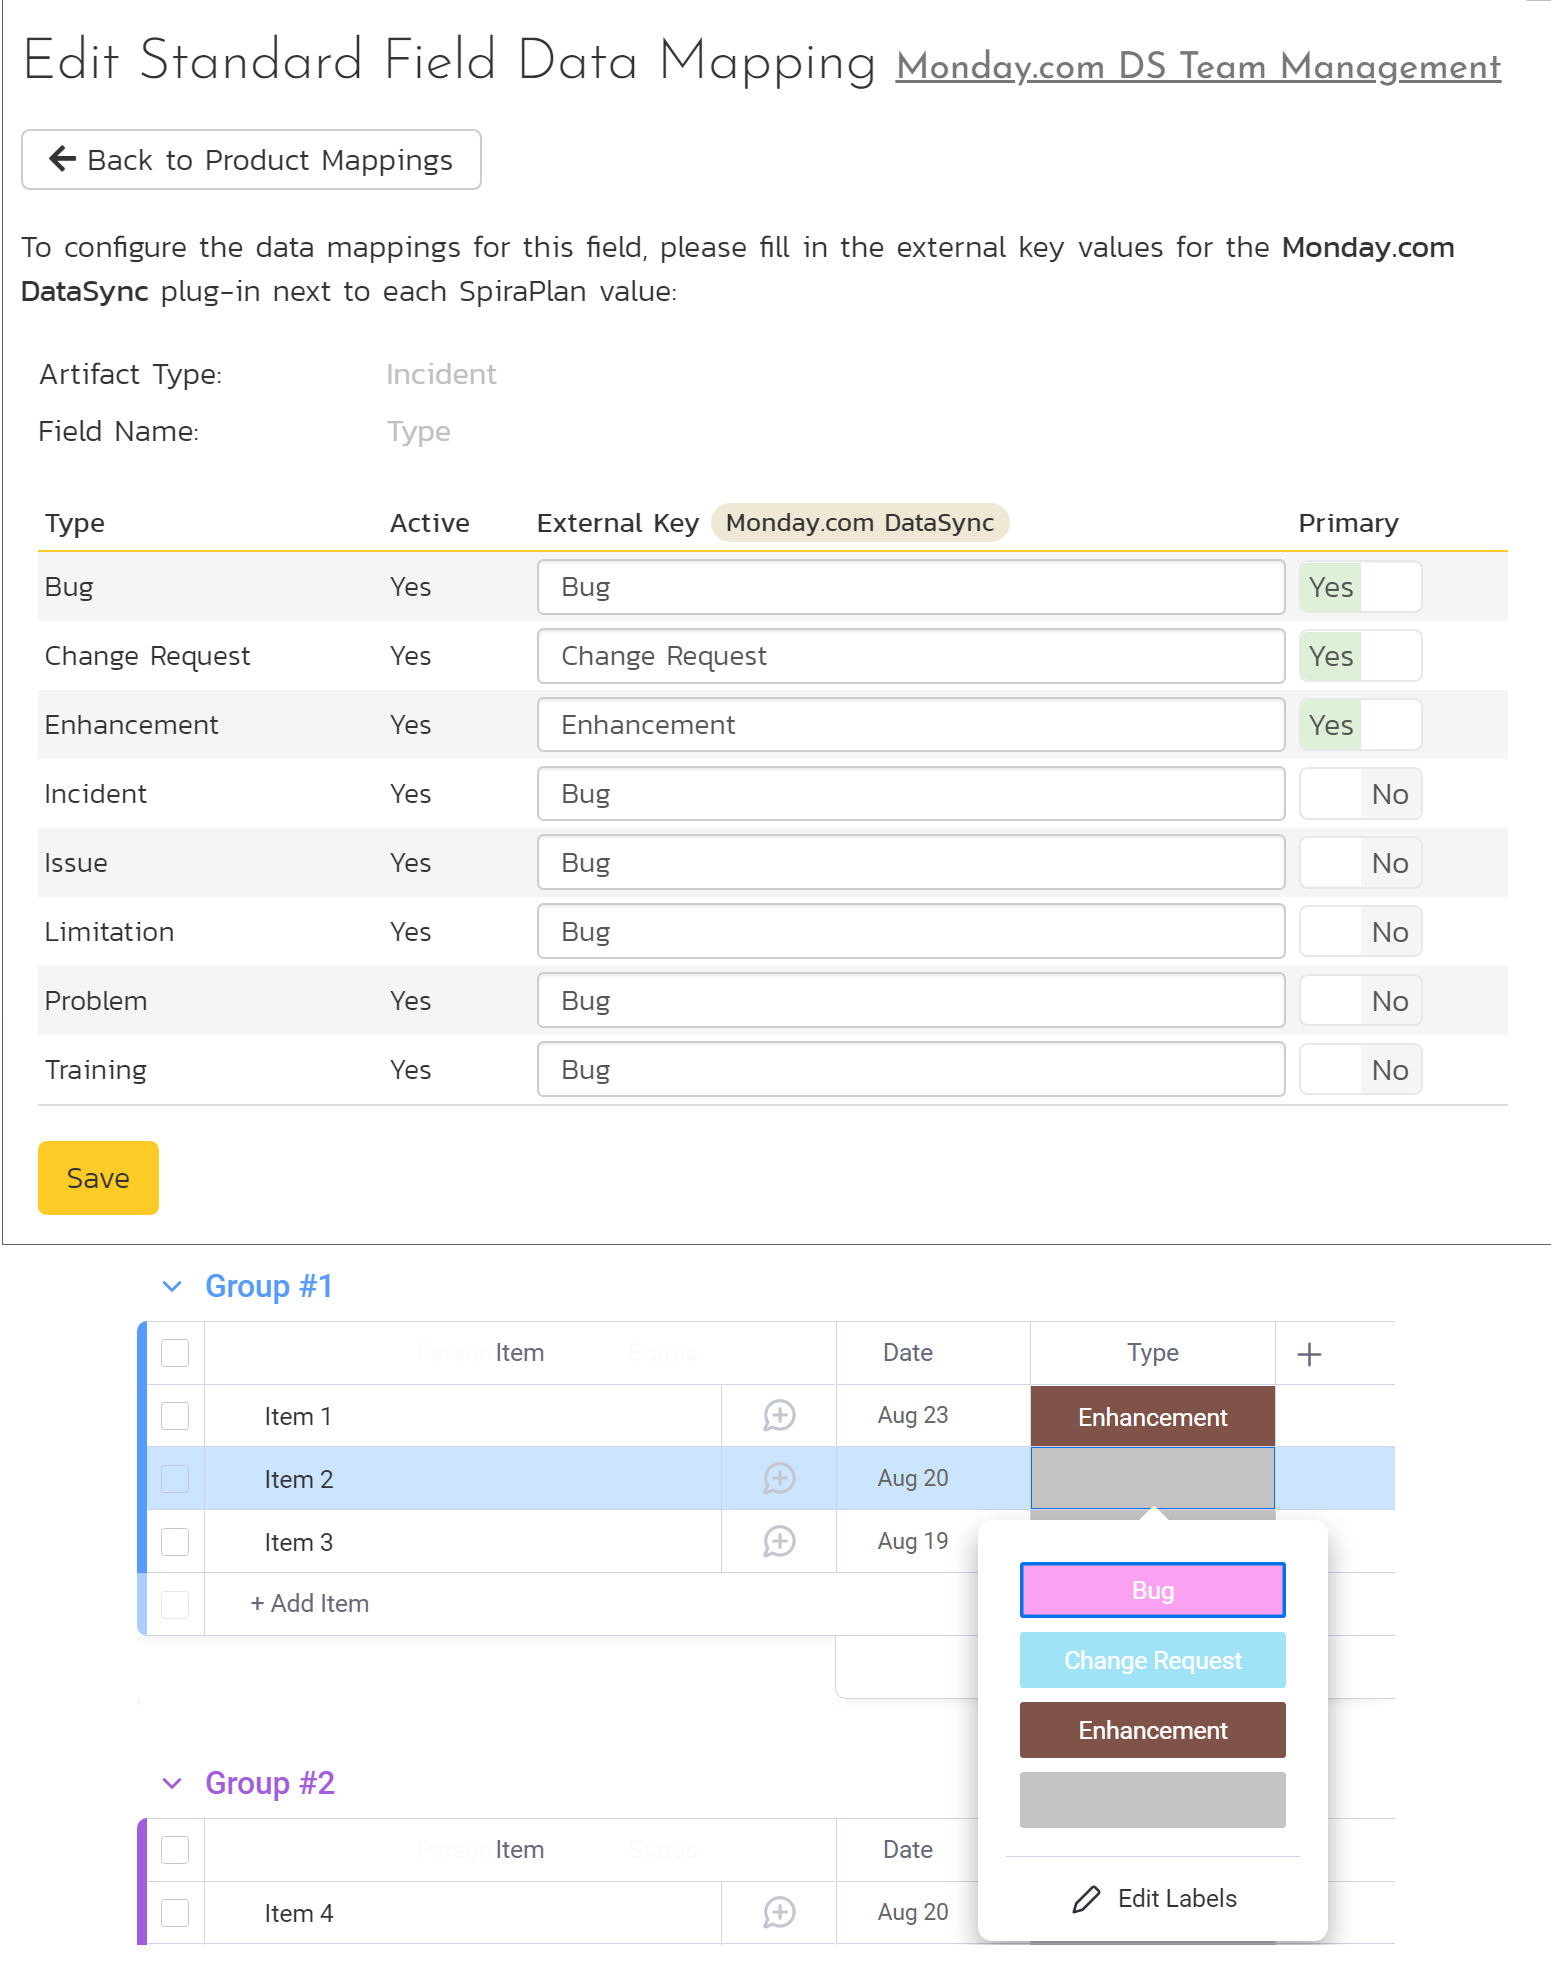 Edit Standard Field Data Mapping Monday.com DS Team Management
Back to Product Mappings
To configure the data mappings for this field, please fill in the external key values for the Monday.com
DataSync plug-in next to each SpiraPlan value:
Artifact Type: Incident
Field Name: Type
Type Active External Key Monday.com DataSync Primary
Bug Yes Bug Yes
Change Request Yes Change Request Yes
Enhancement Yes Enhancement Yes
Incident Yes Bug No
Issue Yes Bug No
Limitation Yes Bug No
Problem Yes Bug No
Training Yes Bug No
Save
Group #1
Person Item Status Date Type +
Item 1 Aug 23 Enhancement
Item 2 Aug 20
Item 3 Aug 19
+ Add Item
Bug
Change Request
Enhancement
Group #2
Person Item Status Date
Item 4 Aug 20
Edit Labels